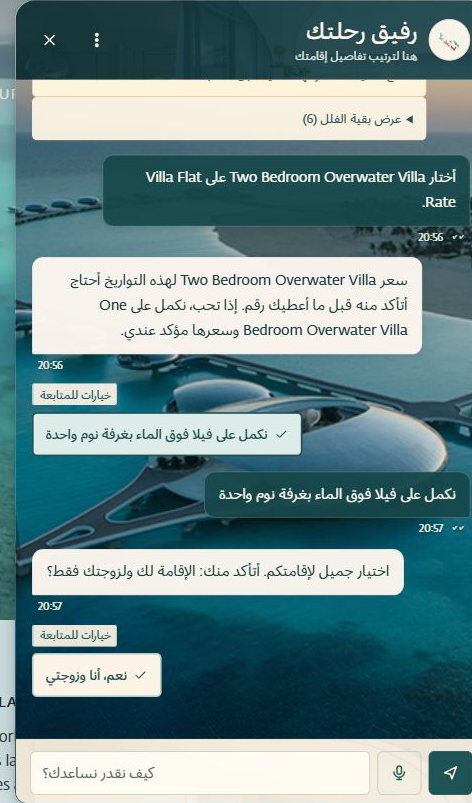 رفيق رحلتك
هنا لترتيب تفاصيل إقامتك
◀ عرض بقية الفلل (6)
أختار Two Bedroom Overwater Villa على Villa Flat
Rate.
20:56
سعر Two Bedroom Overwater Villa لهذه التواريخ أحتاج
أتأكد منه قبل ما أعطيك رقم. إذا تحب، نكمل على One
Bedroom Overwater Villa وسعرها مؤكد عندي.
20:56
خيارات للمتابعة
✓ نكمل على فيلا فوق الماء بغرفة نوم واحدة
نكمل على فيلا فوق الماء بغرفة نوم واحدة
20:57
اختيار جميل لإقامتكم. أتأكد منك: الإقامة لك ولزوجتك فقط؟
20:57
خيارات للمتابعة
✓ نعم، أنا وزوجتي
كيف نقدر نساعدك؟